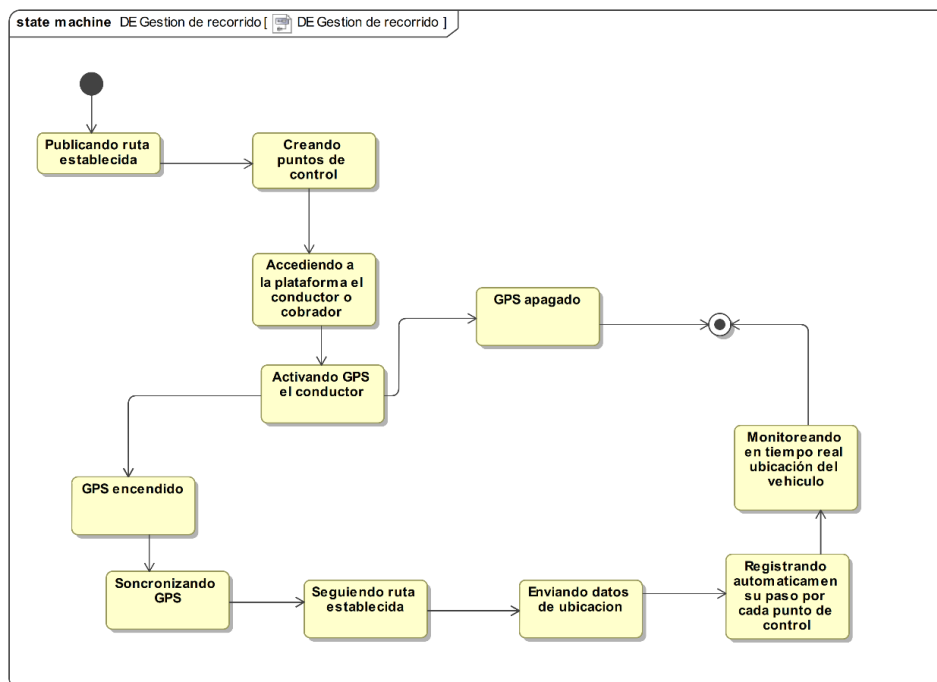 state machine DE Gestion de recorrido [ DE Gestion de recorrido ]
Publicando ruta
establecida
Creando
puntos de
control
Accediendo a
la plataforma el
conductor o
cobrador
GPS apagado
Activando GPS
el conductor
Monitoreando
en tiempo real
ubicación del
vehiculo
GPS encendido
Soncronizando
GPS
Seguiendo ruta
establecida
Enviando datos
de ubicacion
Registrando
automaticamen
su paso por
cada punto de
control